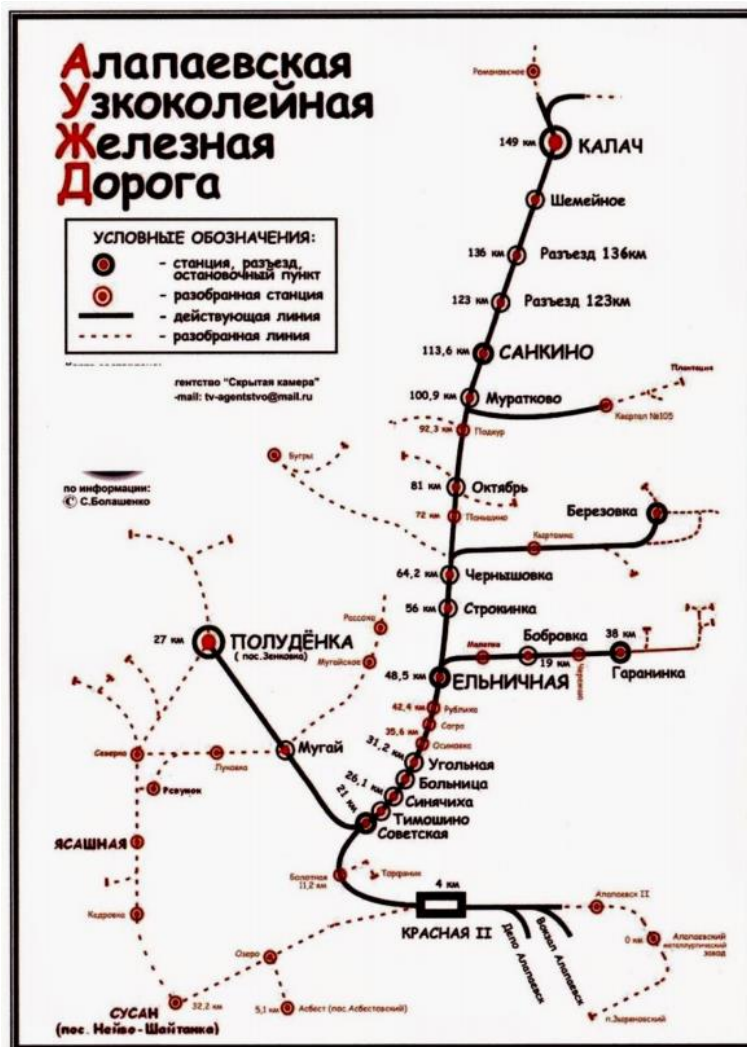 Алапаевская
Узкоколейная
Железная
Дорога
УСЛОВНЫЕ ОБОЗНАЧЕНИЯ:
- станция, разъезд,
остановочный пункт
- разобранная станция
- действующая линия
- разобранная линия
гентство "Скрытая камера"
-mail: tv-agentstvo@mail.ru
по информации:
© С.Болашенко
Романовское
149 км КАЛАЧ
Шемейное
136 км Разъезд 136км
123 км Разъезд 123км
113,6 км САНКИНО
Плантация
100,9 км Муратково
Квартал №105
92,3 км Подкур
Бугры
81 км Октябрь
Березовка
72 км Паньшино
Кыртомка
64,2 км Чернышовка
56 км Строкинка
Рассоха
27 км ПОЛУДЁНКА
(пос.Зенковка)
Мугайское
Бобровка
38 км
19 км
Гаранинка
48,5 км ЕЛЬНИЧНАЯ
42,4 км Рублиха
35,6 км Сагра
Осиновка
Северка
Луковка
Мугай
31,2 км Угольная
Больница
26,1 км Синячиха
Тимошино
21 км Советская
Ревунок
ЯСАШНАЯ
Болотная
11,2 км
4 км
КРАСНАЯ II
Алапаевск II
Кедровка
Депо Алапаевск
Вокзал Алапаевск
0 км
Алапаевский
металлургический
завод
Озеро
СУСАН
(пос. Нейво-Шайтанка)
32,2 км
5,1 км Асбест (пос.Асбестовский)
п.Зыряновский